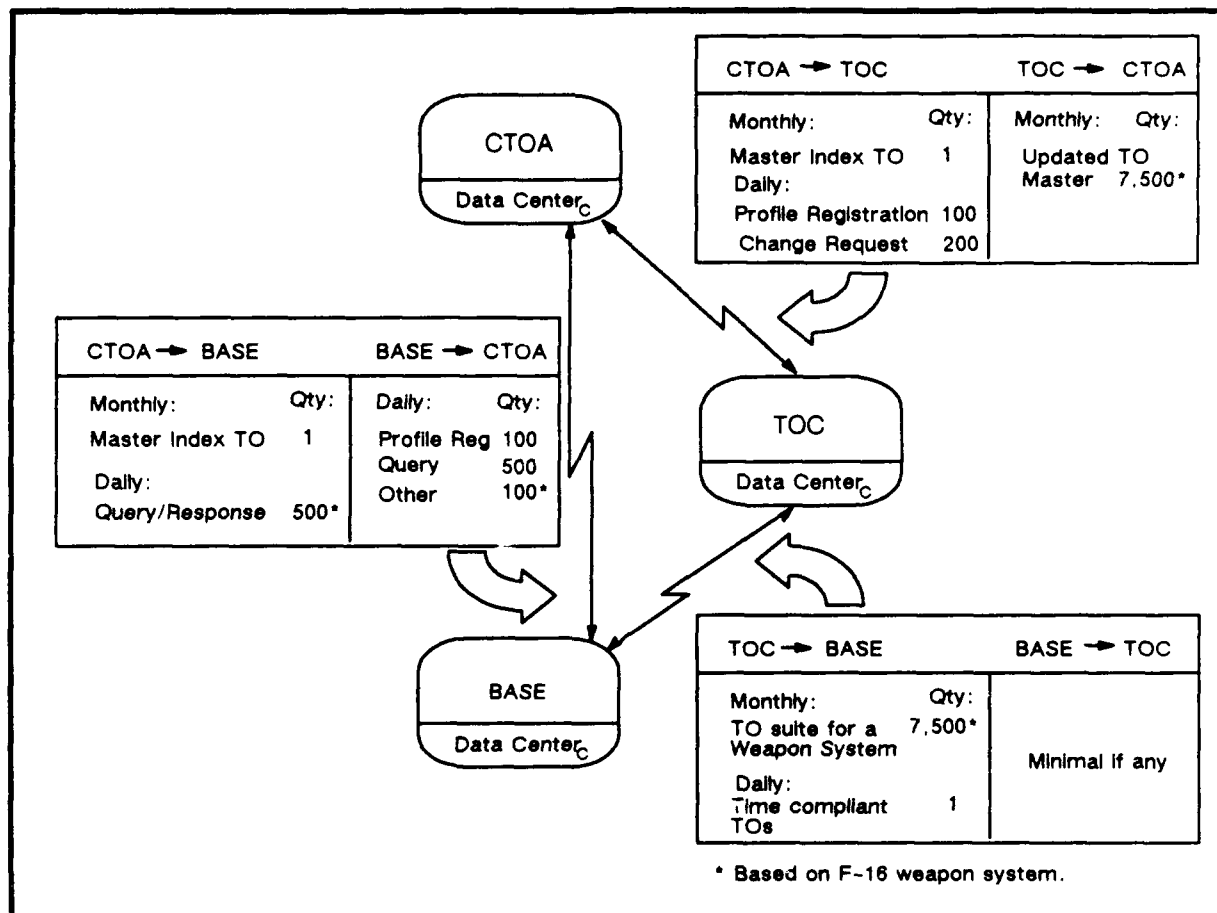 CTOA → TOC TOC → CTOA
Monthly: Qty: Monthly: Qty:
Master Index TO 1 Updated TO
Daily: Master 7,500*
Profile Registration 100
Change Request 200
CTOA
Data Center C
CTOA → BASE BASE → CTOA
Monthly: Qty: Daily: Qty:
Master Index TO 1 Profile Reg 100
Query 500
Daily: Other 100*
Query/Response 500*
TOC
Data Center C
BASE
Data Center C
TOC → BASE BASE → TOC
Monthly: Qty:
TO suite for a 7,500*
Weapon System
Minimal if any
Daily:
Time compliant 1
TOs
* Based on F-16 weapon system.